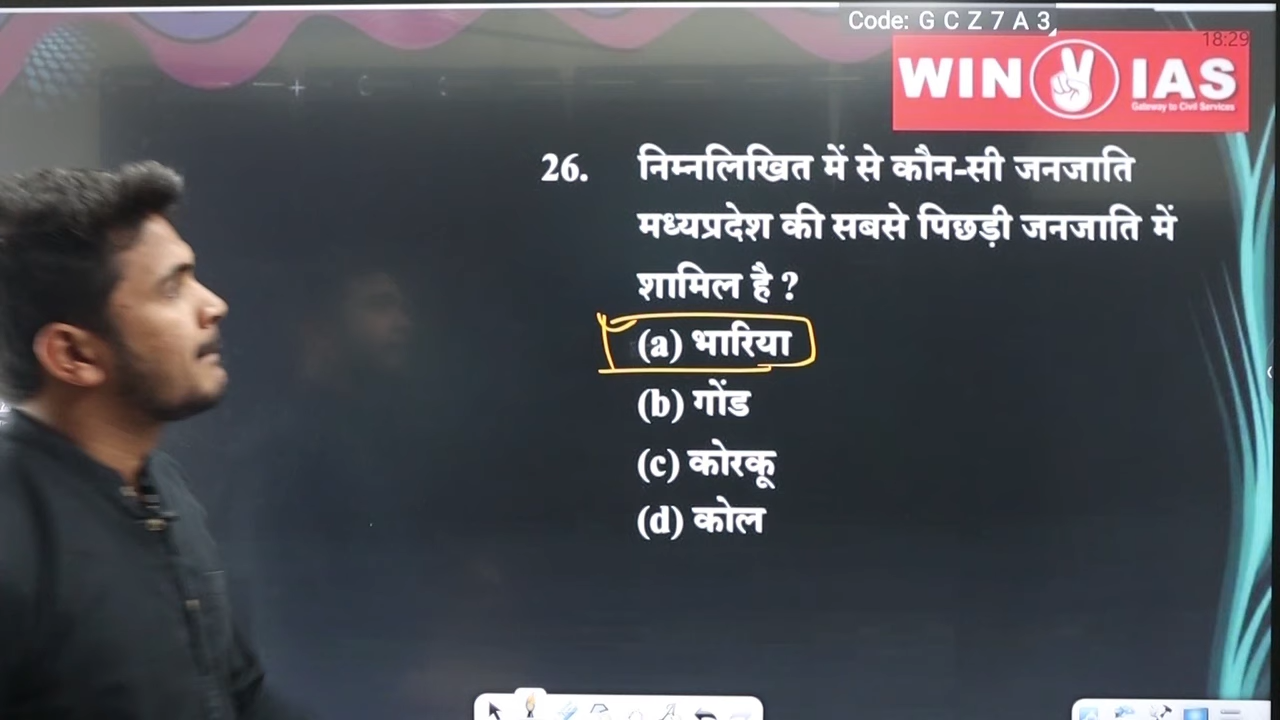 Code: G C Z 7 A 3
18:29
WIN IAS
Gateway to Civil Services
26. निम्नलिखित में से कौन-सी जनजाति
मध्यप्रदेश की सबसे पिछड़ी जनजाति में
शामिल है ?
(a) भारिया
(b) गोंड
(c) कोरकू
(d) कोल